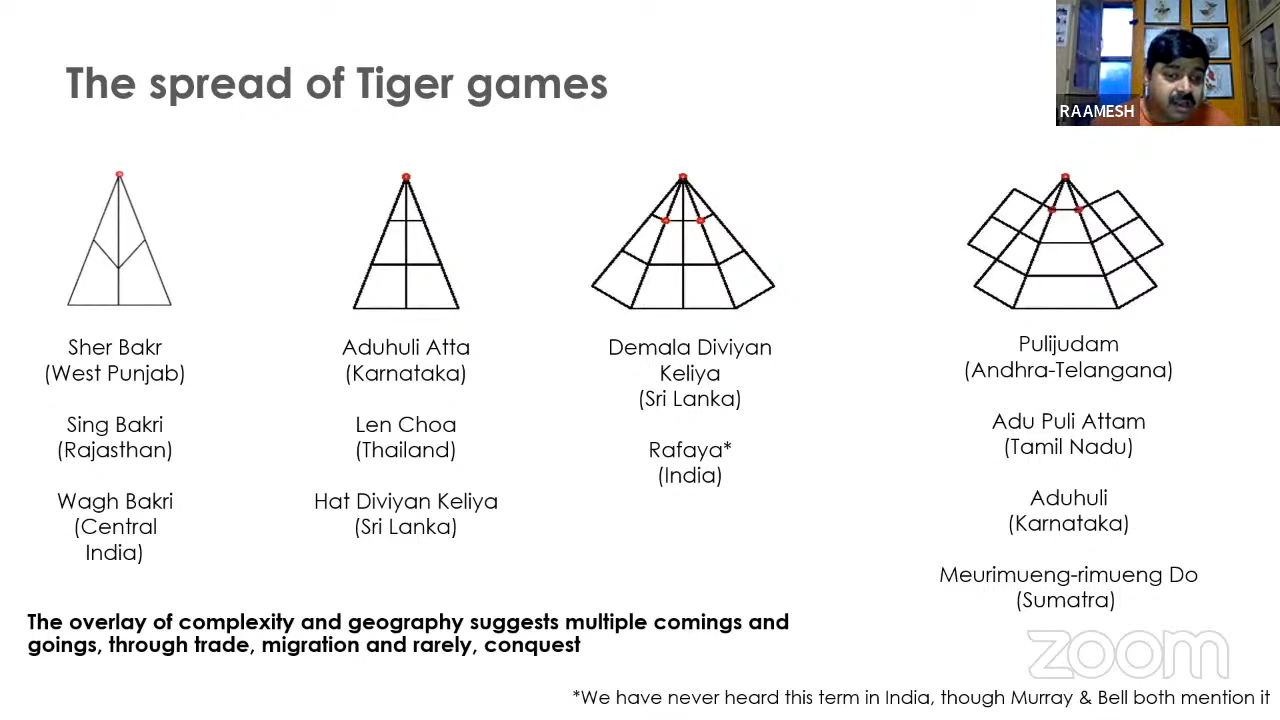 The spread of Tiger games
RAAMESH
Sher Bakr
(West Punjab)
Sing Bakri
(Rajasthan)
Wagh Bakri
(Central
India)
Aduhuli Atta
(Karnataka)
Len Choa
(Thailand)
Hat Diviyan Keliya
(Sri Lanka)
Demala Diviyan
Keliya
(Sri Lanka)
Rafaya*
(India)
Pulijudam
(Andhra-Telangana)
Adu Puli Attam
(Tamil Nadu)
Aduhuli
(Karnataka)
Meurimueng-rimueng Do
(Sumatra)
The overlay of complexity and geography suggests multiple comings and
goings, through trade, migration and rarely, conquest
zoom
*We have never heard this term in India, though Murray & Bell both mention it